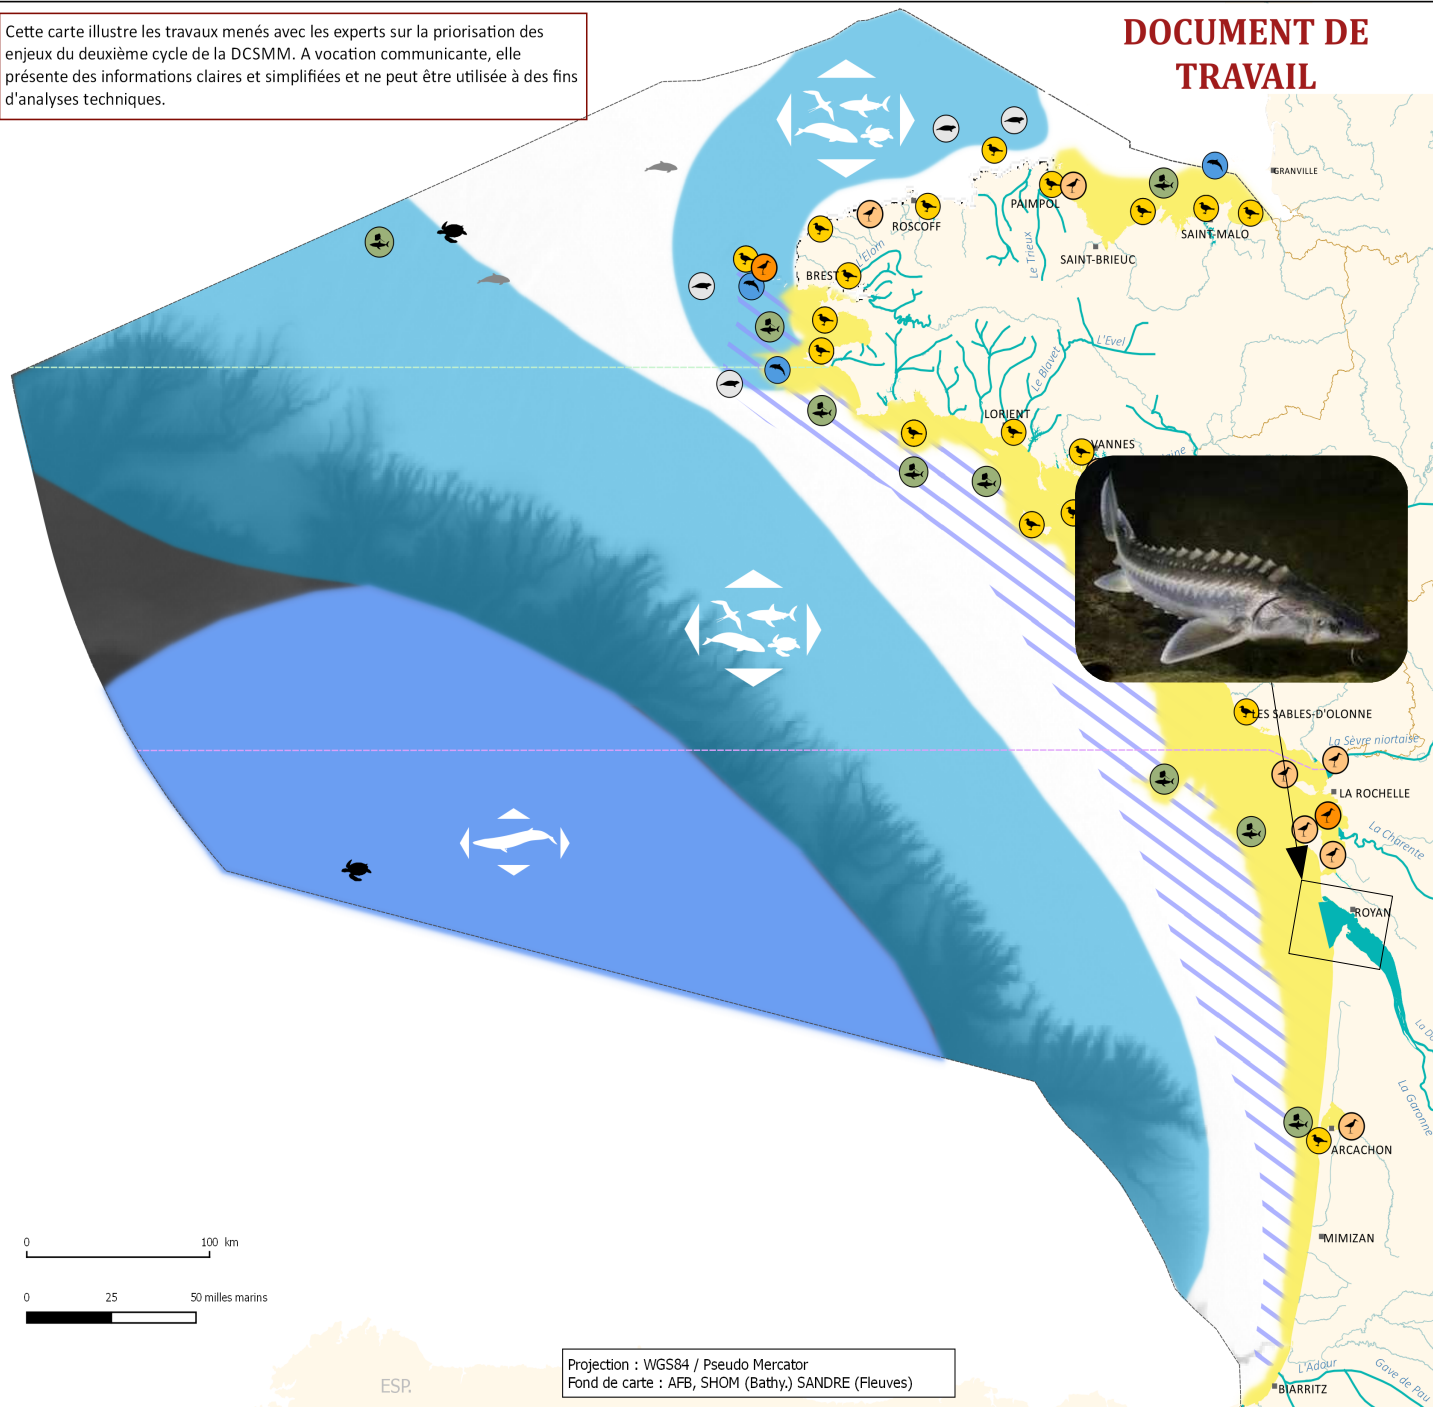 Cette carte illustre les travaux menés avec les experts sur la priorisation des
enjeux du deuxième cycle de la DCSMM. A vocation communicante, elle
présente des informations claires et simplifiées et ne peut être utilisée à des fins
d'analyses techniques.
DOCUMENT DE
TRAVAIL
GRANVILLE
PAIMPOL
ROSCOFF
SAINT-MALO
SAINT-BRIEUC
Le Trieux
L'Elorn
BREST
L'Evel
Le Blavet
LORIENT
VANNES
LES SABLES-D'OLONNE
La Sèvre niortaise
LA ROCHELLE
La Charente
ROYAN
La Garonne
ARCACHON
MIMIZAN
0 100 km
0 25 50 milles marins
Projection : WGS84 / Pseudo Mercator
Fond de carte : AFB, SHOM (Bathy.) SANDRE (Fleuves)
ESP.
L'Adour
Gave de Pau
BIARRITZ